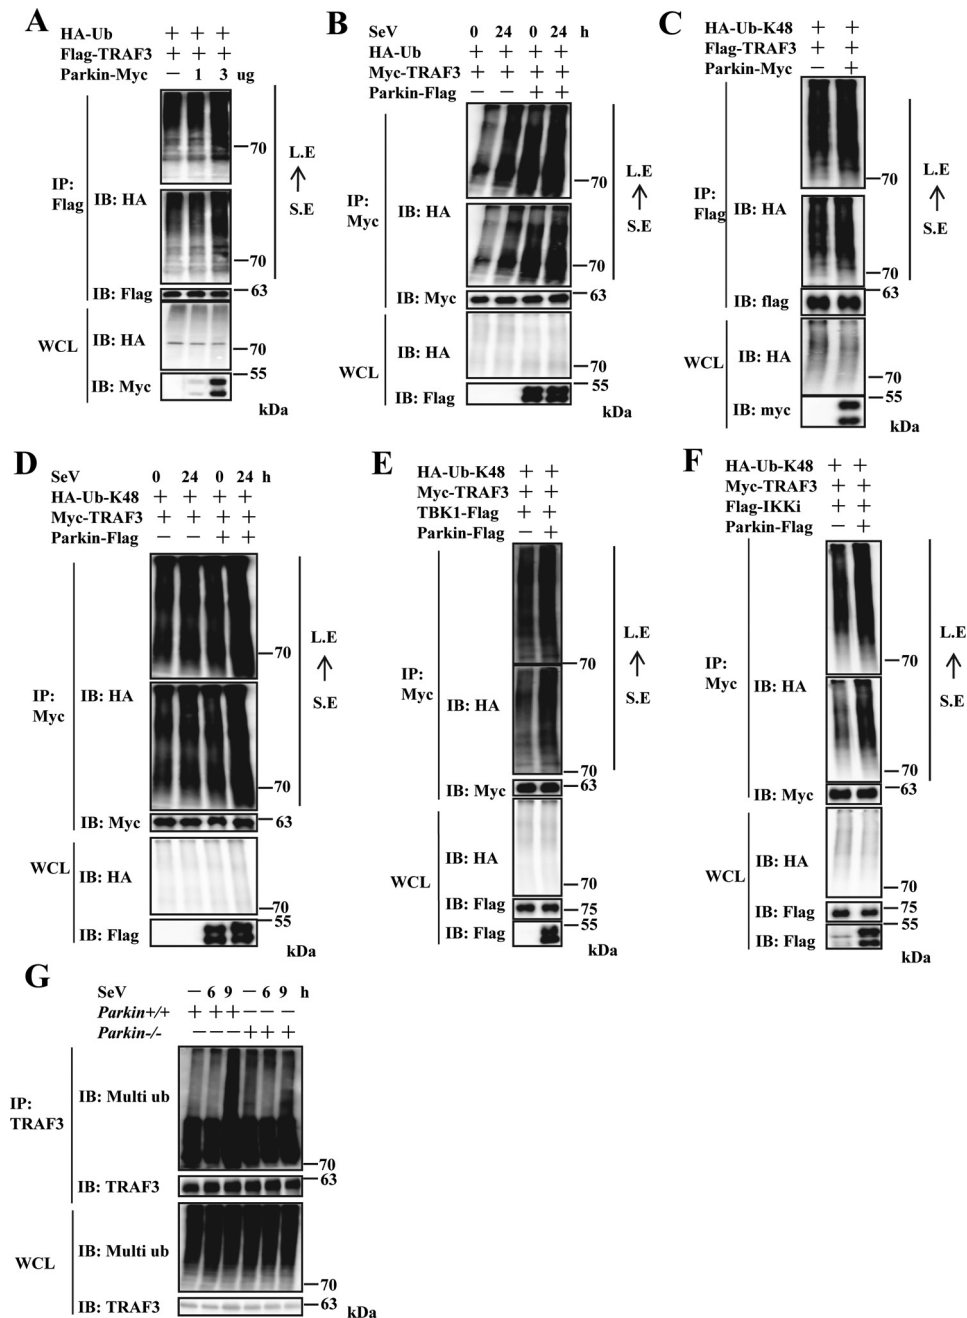 A
HA-Ub + + +
Flag-TRAF3 + + +
Parkin-Myc — 1 3 ug
IP: Flag
IB: HA
70
70
L.E
S.E
IB: Flag
63
WCL
IB: HA
70
IB: Myc
55
kDa
B
SeV 0 24 0 24 h
HA-Ub + + + +
Myc-TRAF3 + + + +
Parkin-Flag — — + +
IP: Myc
IB: HA
70
70
L.E
S.E
IB: Myc
63
WCL
IB: HA
70
IB: Flag
55
kDa
C
HA-Ub-K48 + +
Flag-TRAF3 + +
Parkin-Myc — +
IP: Flag
IB: HA
70
70
L.E
S.E
IB: flag
63
WCL
IB: HA
70
IB: myc
55
kDa
D
SeV 0 24 0 24 h
HA-Ub-K48 + + + +
Myc-TRAF3 + + + +
Parkin-Flag — — + +
IP: Myc
IB: HA
70
70
L.E
S.E
IB: Myc
63
WCL
IB: HA
70
IB: Flag
55
kDa
E
HA-Ub-K48 + +
Myc-TRAF3 + +
TBK1-Flag + +
Parkin-Flag — +
IP: Myc
IB: HA
70
70
L.E
S.E
IB: Myc
63
WCL
IB: HA
70
IB: Flag
75
IB: Flag
55
kDa
F
HA-Ub-K48 + +
Myc-TRAF3 + +
Flag-IKKi + +
Parkin-Flag — +
IP: Myc
IB: HA
70
70
L.E
S.E
IB: Myc
63
WCL
IB: HA
70
IB: Flag
75
IB: Flag
55
kDa
G
SeV — 6 9 — 6 9 h
Parkin+/+ + + + — — —
Parkin-/- — — — + + +
IP: TRAF3
IB: Multi ub
70
IB: TRAF3
63
WCL
IB: Multi ub
70
IB: TRAF3
63
kDa